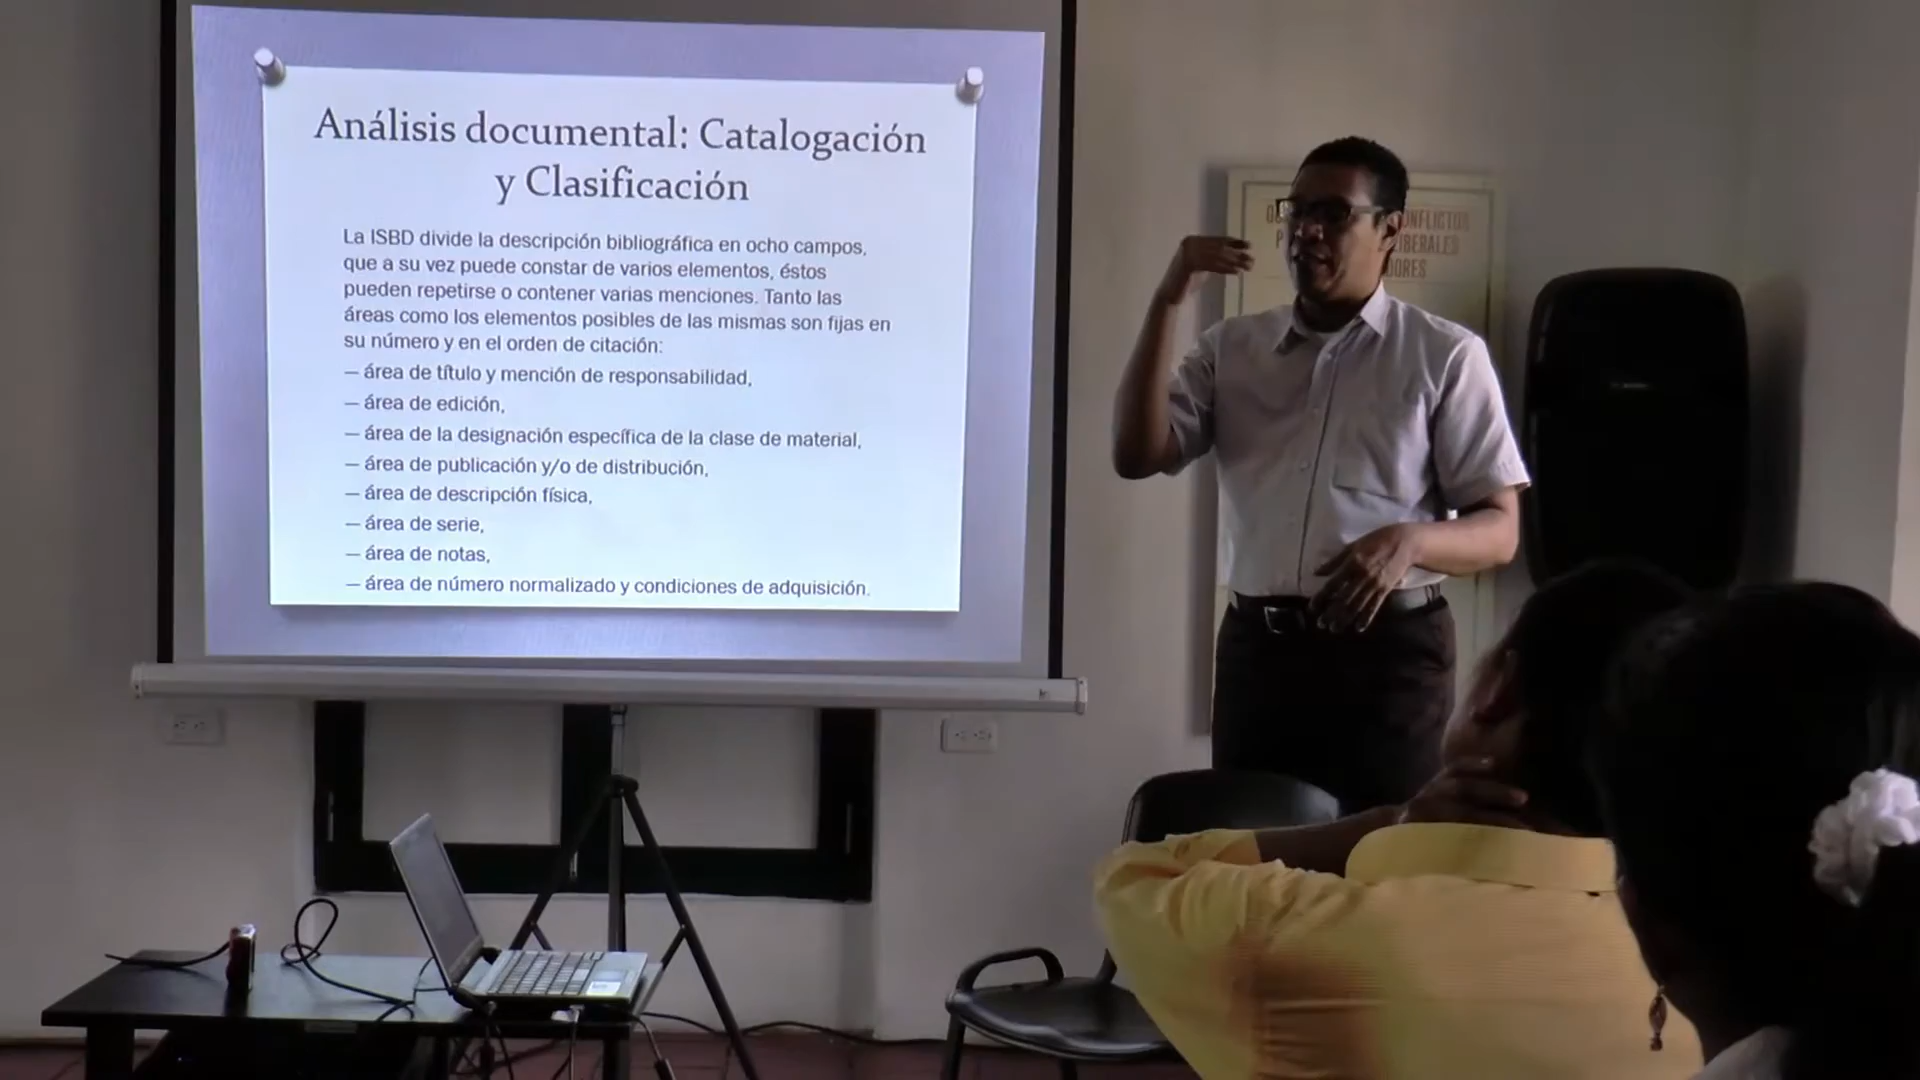 Análisis documental: Catalogación
y Clasificación
La ISBD divide la descripción bibliográfica en ocho campos,
que a su vez puede constar de varios elementos, éstos
pueden repetirse o contener varias menciones. Tanto las
áreas como los elementos posibles de las mismas son fijas en
su número y en el orden de citación:
— área de título y mención de responsabilidad,
— área de edición,
— área de la designación específica de la clase de material,
— área de publicación y/o de distribución,
— área de descripción física,
— área de serie,
— área de notas,
— área de número normalizado y condiciones de adquisición.